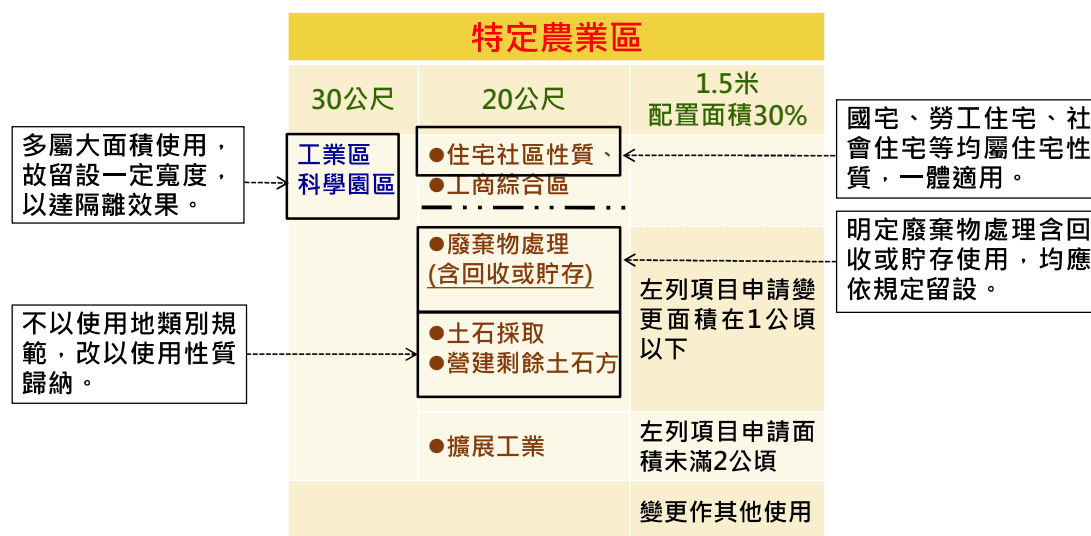 特定農業區
30公尺
20公尺
1.5米
配置面積30%
多屬大面積使用，
故留設一定寬度，
以達隔離效果。
工業區
科學園區
●住宅社區性質、
●工商綜合區
國宅、勞工住宅、社
會住宅等均屬住宅性
質，一體適用。
●廢棄物處理
(含回收或貯存)
明定廢棄物處理含回
收或貯存使用，均應
依規定留設。
左列項目申請變
更面積在1公頃
以下
不以使用地類別規
範，改以使用性質
歸納。
●土石採取
●營建剩餘土石方
●擴展工業
左列項目申請面
積未滿2公頃
變更作其他使用